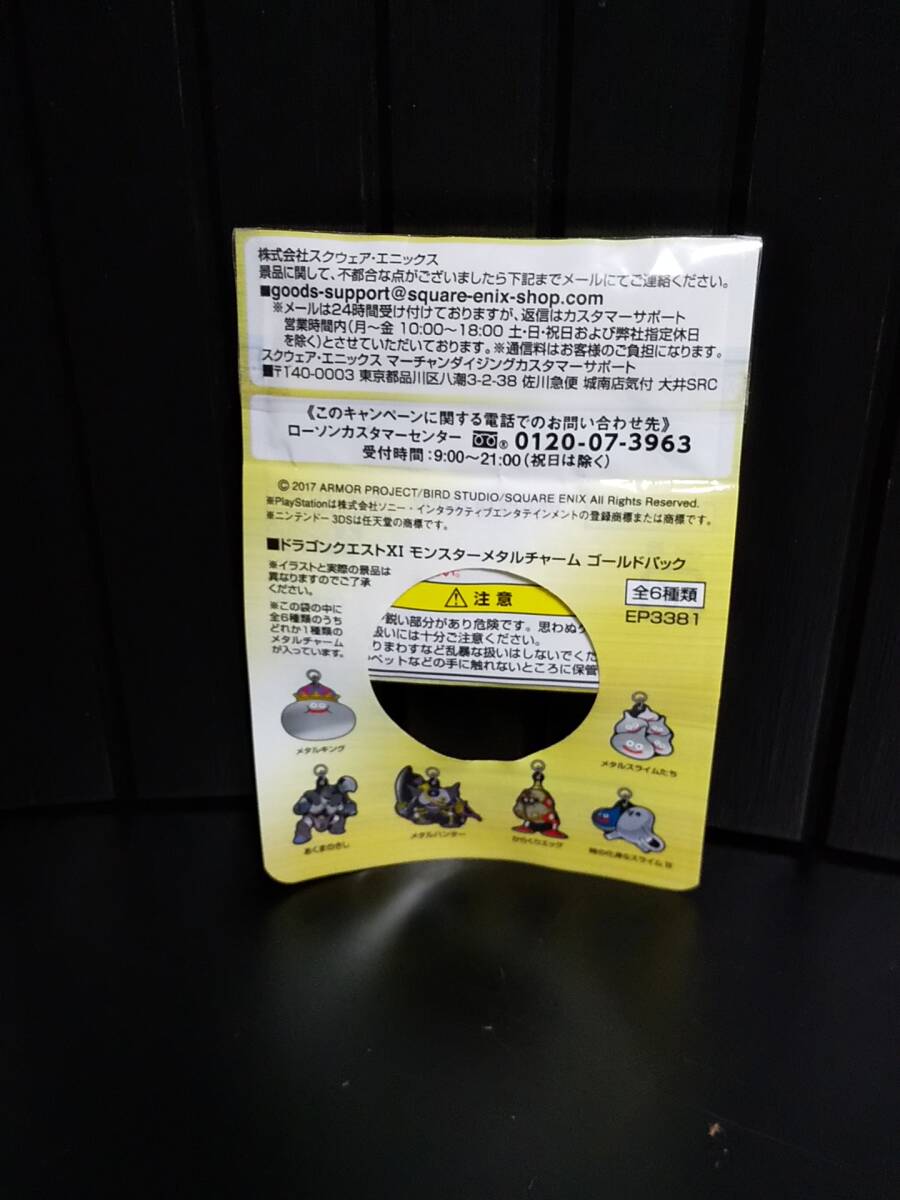 株式会社スクウェア・エニックス
景品に関して、不都合な点がございましたら下記までメールにてご連絡ください。
■goods-support@square-enix-shop.com
※メールは24時間受け付けておりますが、返信はカスタマーサポート
営業時間内(月～金 10:00～18:00 土・日・祝日および弊社指定休日
を除く)とさせていただいております。※通信料はお客様のご負担になります。
スクウェア・エニックス マーチャンダイジングカスタマーサポート
■〒140-0003 東京都品川区八潮3-2-38 佐川急便 城南店気付 大井SRC
《このキャンペーンに関する電話でのお問い合わせ先》
ローソンカスタマーセンター ® 0120-07-3963
受付時間:9:00～21:00(祝日は除く)
© 2017 ARMOR PROJECT/BIRD STUDIO/SQUARE ENIX All Rights Reserved.
※PlayStationは株式会社ソニー・インタラクティブエンタテインメントの登録商標または商標です。
※ニンテンドー3DSは任天堂の商標です。
■ドラゴンクエストXI モンスターメタルチャーム ゴールドパック
※イラストと実際の景品は
異なりますのでご了承
ください。
※この袋の中に
全6種類のうち
どれか1種類の
メタルチャーム
が入っています。
全6種類
EP3381
い。
注意
鋭い部分があり危険です。思わぬ
扱いには十分ご注意ください。
りまわすなど乱暴な扱いはしないでくだ
ペットなどの手に触れないところに保管
メタルキング
メタルスライムたち
あくまのきし
メタルハンター
からくりエッグ
時の化身&スライム